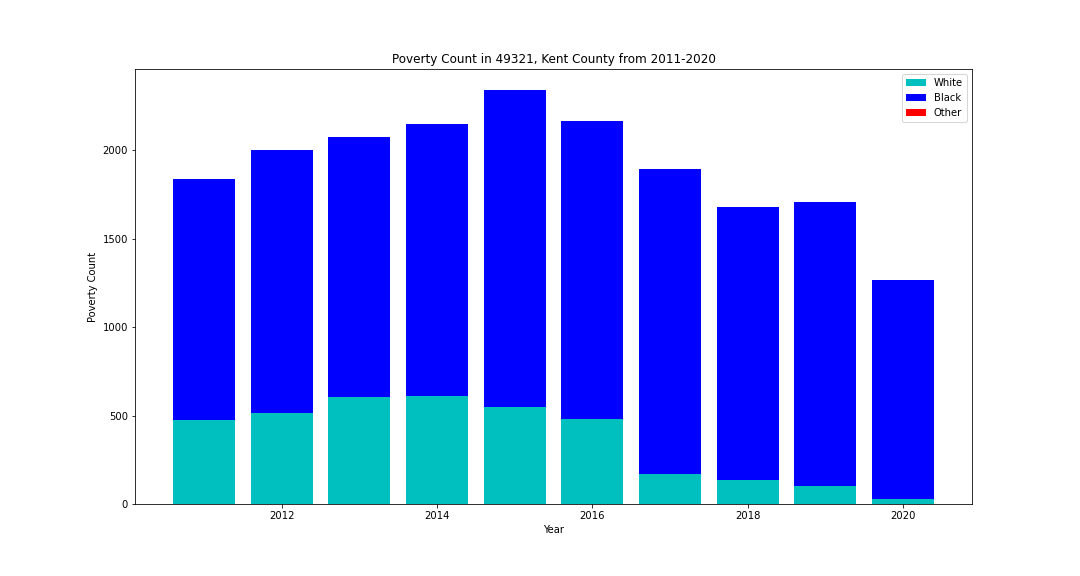 Poverty Count in 49321, Kent County from 2011-2020
White
Black
Other
2000
1500
1000
500
0
Poverty Count
2012
2014
2016
2018
2020
Year